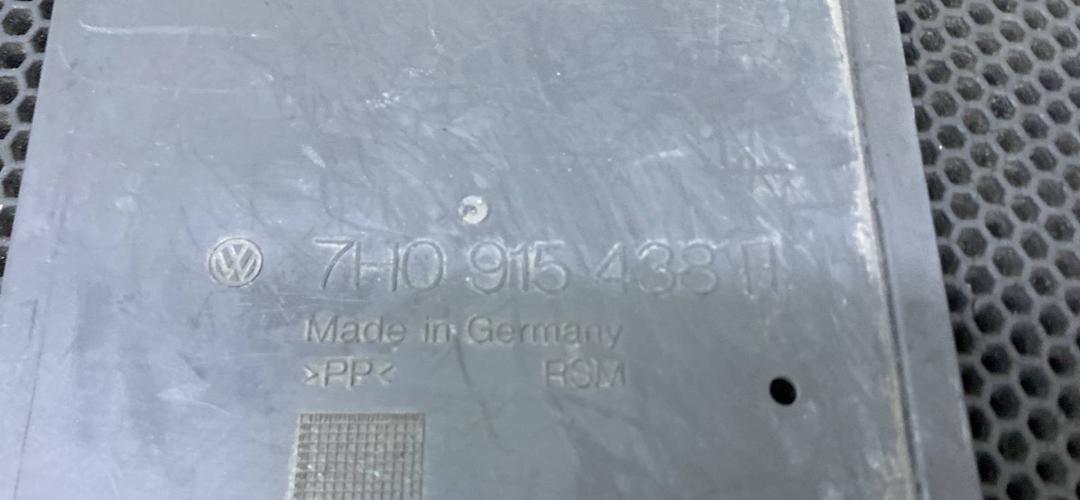 7H0 915 438
Made in Germany
>PP< RSM